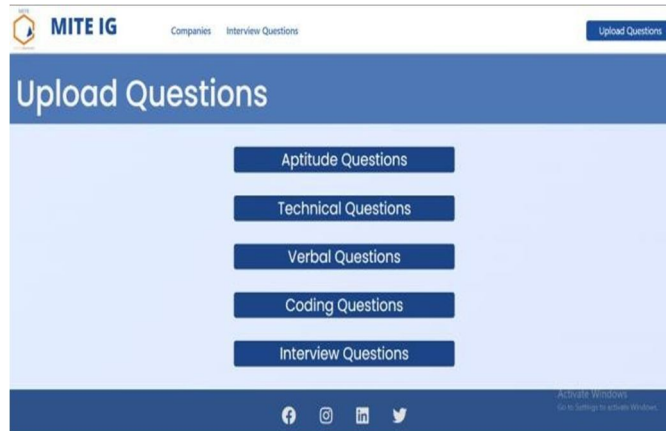 MITE
MITE IG
Companies
Interview Questions
Upload Questions
Upload Questions
Aptitude Questions
Technical Questions
Verbal Questions
Coding Questions
Interview Questions
Activate Windows
Go to Settings to activate Windows.